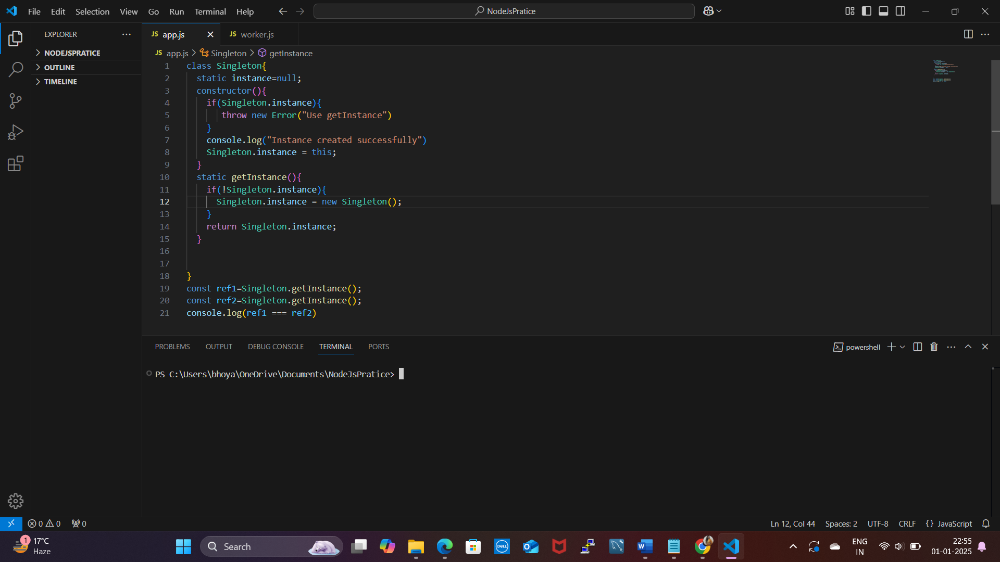 File Edit Selection View Go Run Terminal Help
NodeJsPratice
EXPLORER
NODEJSPRATICE
OUTLINE
TIMELINE
JS app.js
JS worker.js
JS app.js > Singleton > getInstance
1 class Singleton{
2 static instance=null;
3 constructor(){
4 if(Singleton.instance){
5 throw new Error("Use getInstance")
6 }
7 console.log("Instance created successfully")
8 Singleton.instance = this;
9 }
10 static getInstance(){
11 if(!Singleton.instance){
12 Singleton.instance = new Singleton();
13 }
14 return Singleton.instance;
15 }
16
17
18 }
19 const ref1=Singleton.getInstance();
20 const ref2=Singleton.getInstance();
21 console.log(ref1 === ref2)
PROBLEMS OUTPUT DEBUG CONSOLE TERMINAL PORTS
powershell
PS C:\Users\bhoya\OneDrive\Documents\NodeJsPratice>
0 0 0
Ln 12, Col 44 Spaces: 2 UTF-8 CRLF {} JavaScript
1
17°C
Haze
Search
DELL
W
ENG
IN
22:55
01-01-2025